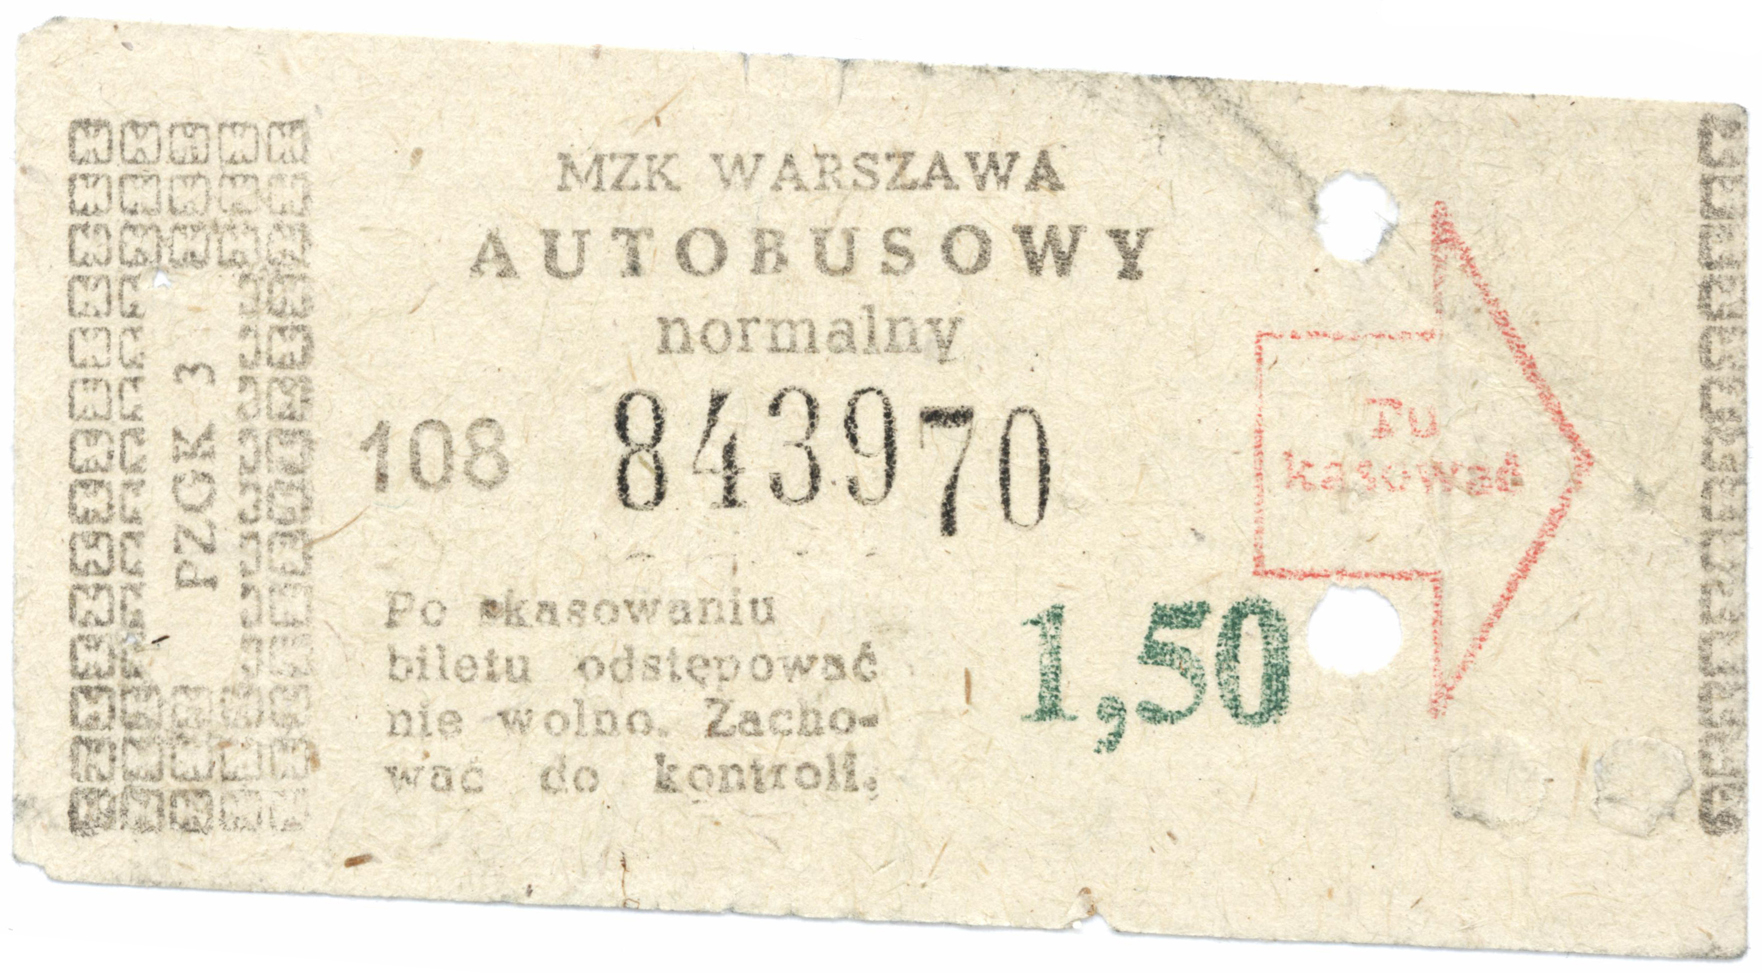 MZK WARSZAWA
AUTOBUSOWY
normalny
PZGK 3
108 843970
Tu
kasować
Po skasowaniu
biletu odstępować
nie wolno. Zacho-
wać do kontroli.
1,50